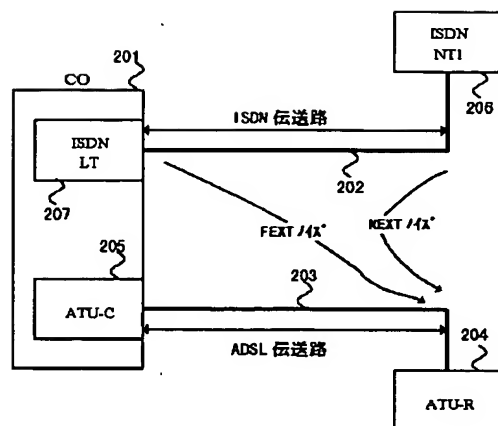 CO
201
ISDN
LT
207
205
ATU-C
ISDN
NT1
206
ISDN 伝送路
202
FEXT ノイズ
NEXT ノイズ
203
ADSL 伝送路
204
ATU-R